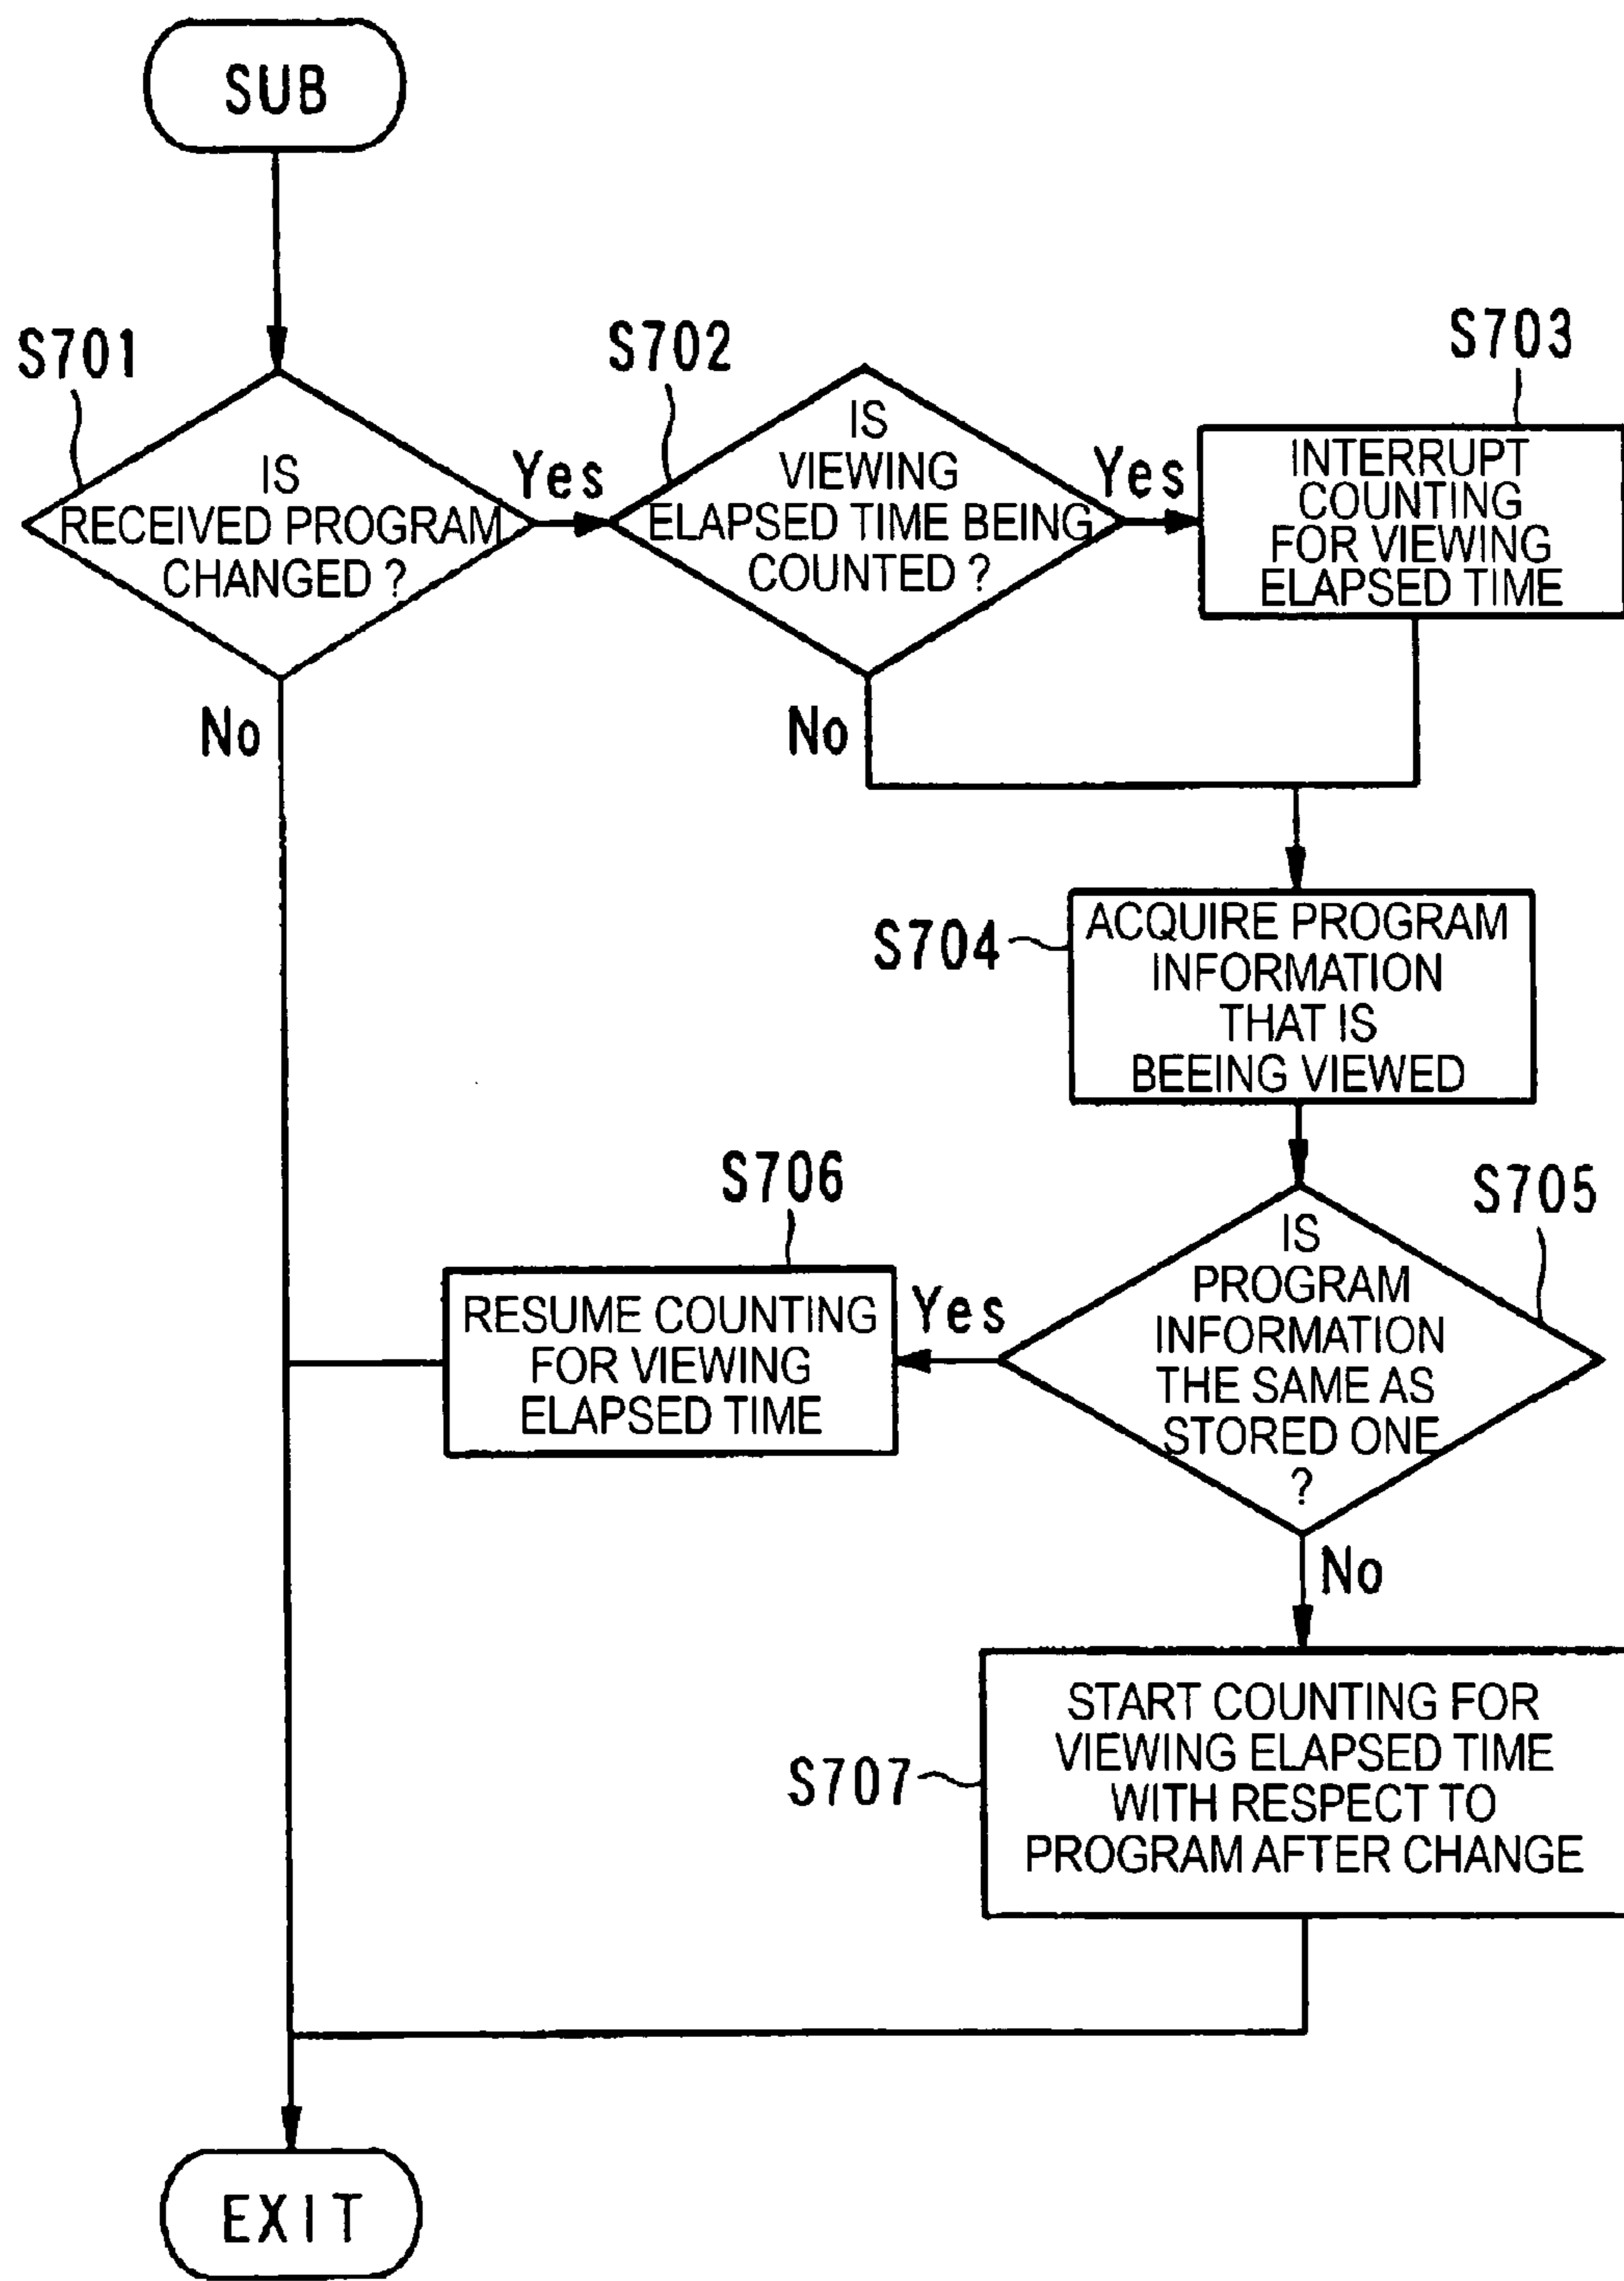 SUB
S701
IS
RECEIVED PROGRAM
CHANGED ?
Yes
No
S702
IS
VIEWING
ELAPSED TIME BEING
COUNTED ?
Yes
No
S703
INTERRUPT
COUNTING
FOR VIEWING
ELAPSED TIME
S704
ACQUIRE PROGRAM
INFORMATION
THAT IS
BEEING VIEWED
S705
IS
PROGRAM
INFORMATION
THE SAME AS
STORED ONE
?
Yes
No
S706
RESUME COUNTING
FOR VIEWING
ELAPSED TIME
S707
START COUNTING FOR
VIEWING ELAPSED TIME
WITH RESPECT TO
PROGRAM AFTER CHANGE
EXIT